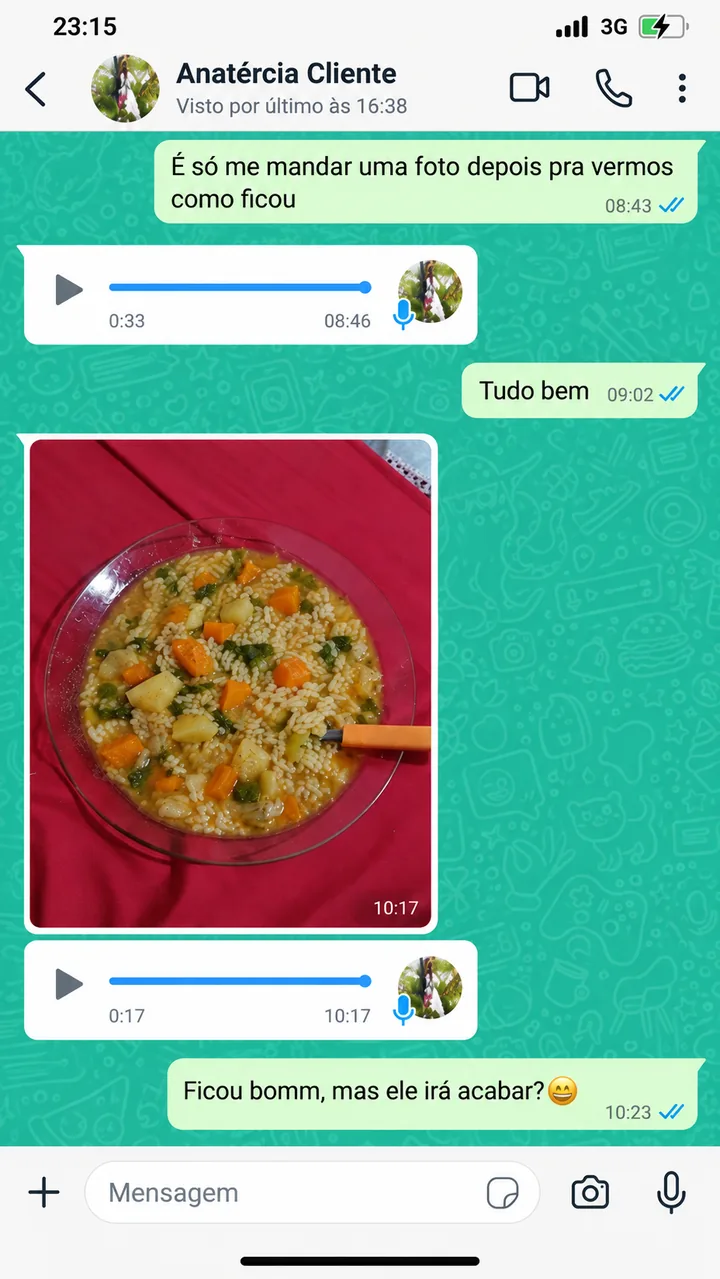 23:15
3G
Anatércia Cliente
Visto por último às 16:38
É só me mandar uma foto depois pra vermos
como ficou
08:43
0:33
08:46
Tudo bem
09:02
10:17
0:17
10:17
Ficou bomm, mas ele irá acabar?😄
10:23
Mensagem